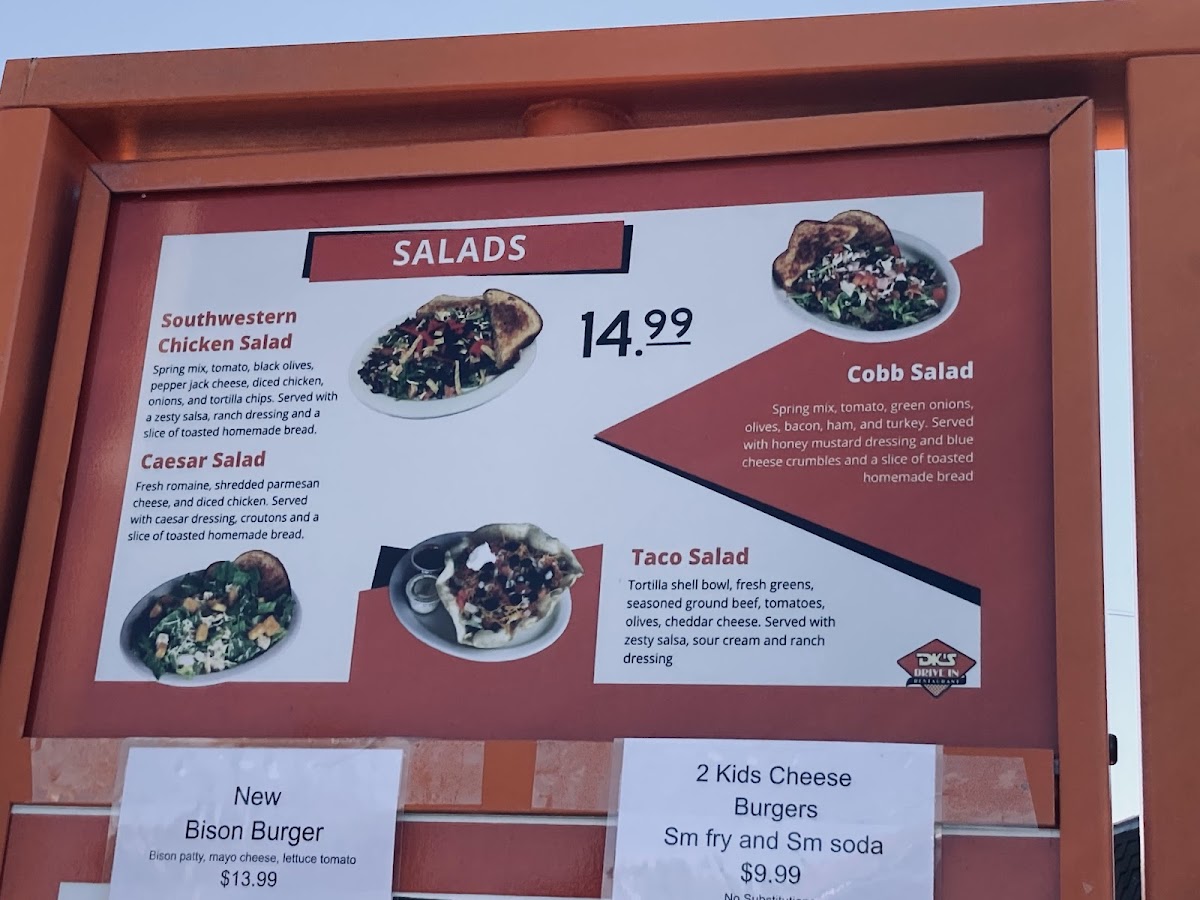 SALADS
Southwestern
Chicken Salad
Spring mix, tomato, black olives,
pepper jack cheese, diced chicken,
onions, and tortilla chips. Served with
a zesty salsa, ranch dressing and a
slice of toasted homemade bread.
14.99
Cobb Salad
Spring mix, tomato, green onions,
olives, bacon, ham, and turkey. Served
with honey mustard dressing and blue
cheese crumbles and a slice of toasted
homemade bread
Caesar Salad
Fresh romaine, shredded parmesan
cheese, and diced chicken. Served
with caesar dressing, croutons and a
slice of toasted homemade bread.
Taco Salad
Tortilla shell bowl, fresh greens,
seasoned ground beef, tomatoes,
olives, cheddar cheese. Served with
zesty salsa, sour cream and ranch
dressing
DK'S
DRIVE IN
RESTAURANT
New
Bison Burger
Bison patty, mayo cheese, lettuce tomato
$13.99
2 Kids Cheese
Burgers
Sm fry and Sm soda
$9.99